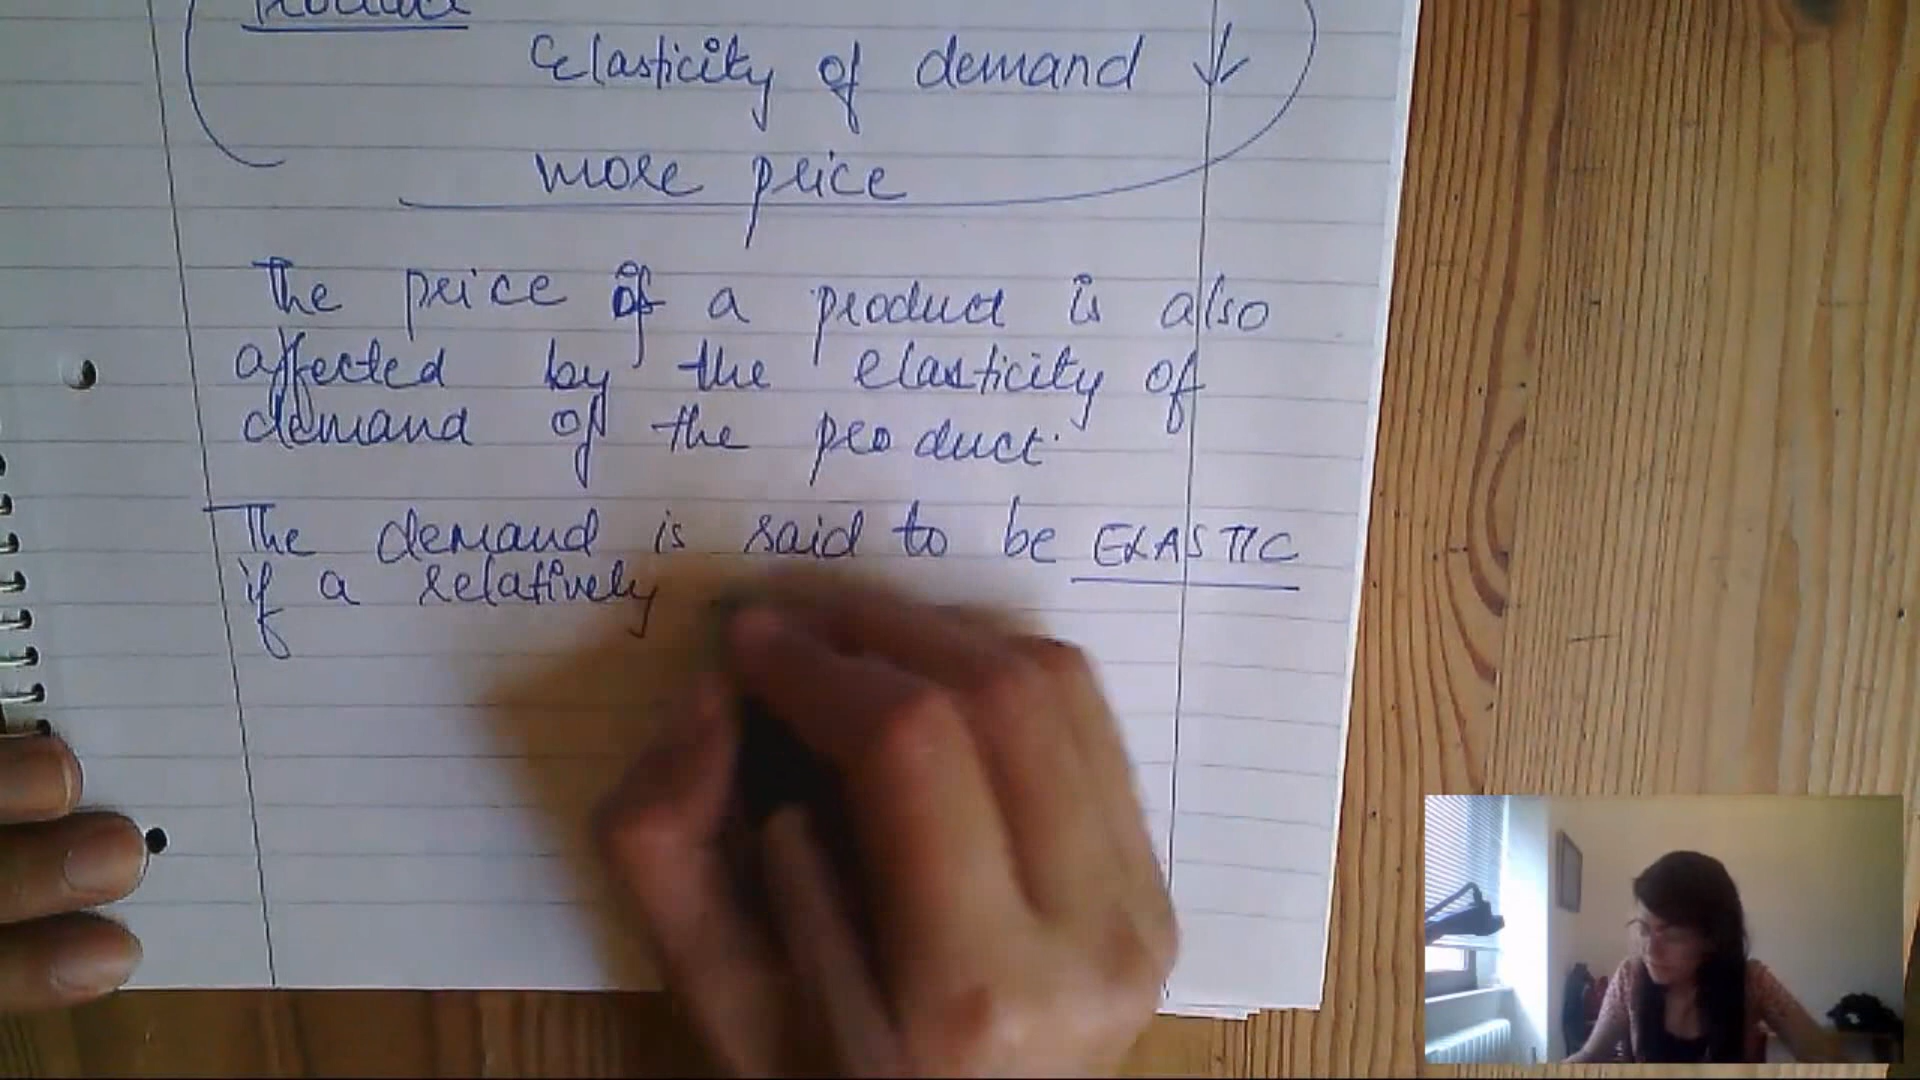 Product
Elasticity of demand ↓
more price
The price of a product is also
affected by the elasticity of
demand of the product.
The demand is said to be ELASTIC
if a relatively